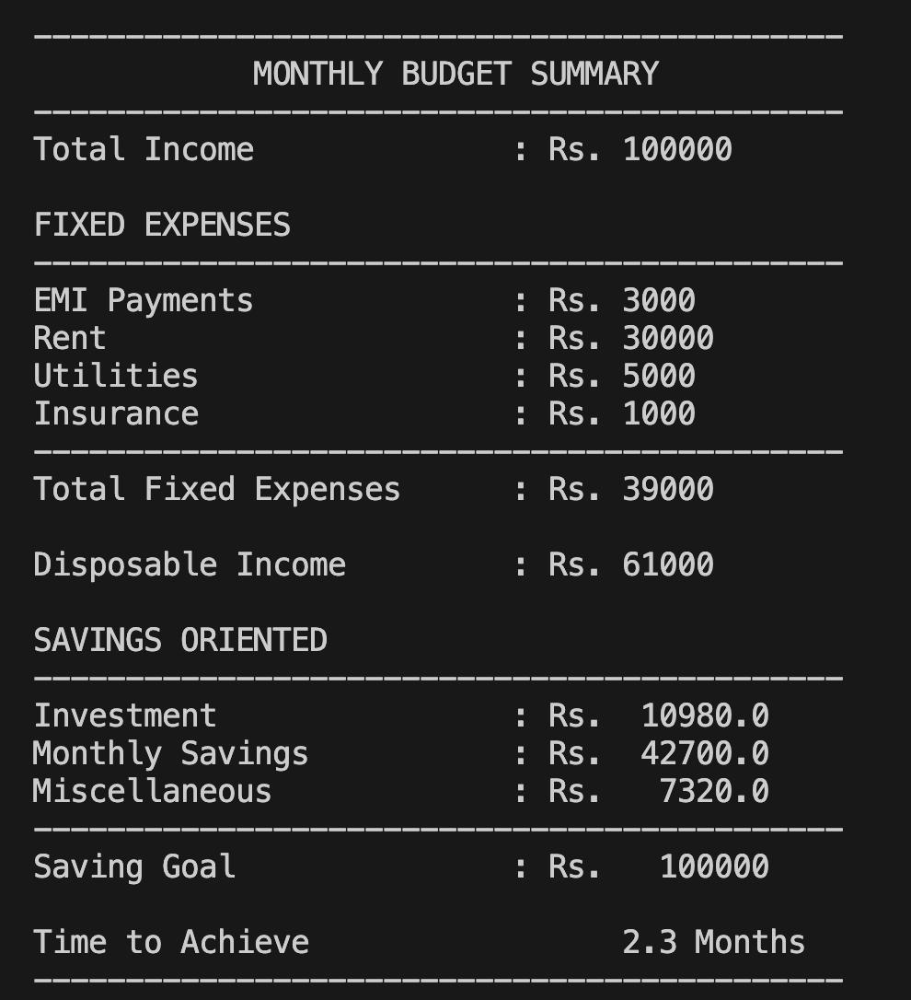 --------------------------------------------
MONTHLY BUDGET SUMMARY
--------------------------------------------
Total Income : Rs. 100000
FIXED EXPENSES
--------------------------------------------
EMI Payments : Rs. 3000
Rent : Rs. 30000
Utilities : Rs. 5000
Insurance : Rs. 1000
--------------------------------------------
Total Fixed Expenses : Rs. 39000
Disposable Income : Rs. 61000
SAVINGS ORIENTED
--------------------------------------------
Investment : Rs. 10980.0
Monthly Savings : Rs. 42700.0
Miscellaneous : Rs. 7320.0
--------------------------------------------
Saving Goal : Rs. 100000
Time to Achieve 2.3 Months
--------------------------------------------